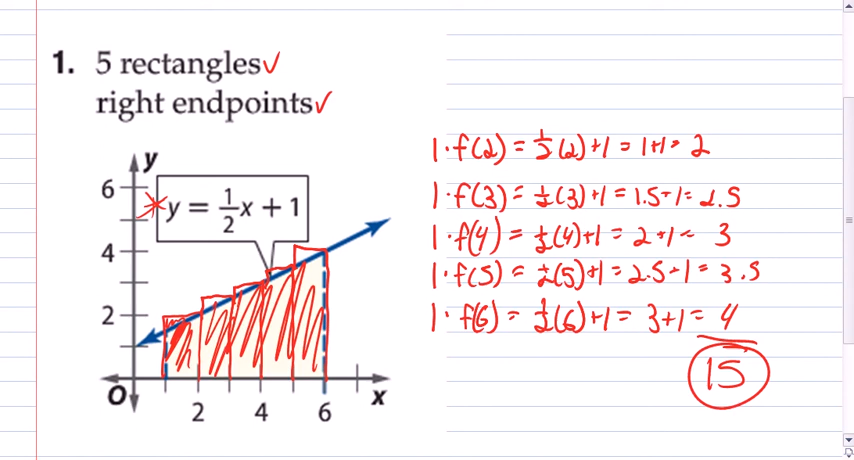 1. 5 rectangles✓
right endpoints✓
y
6
y = 1/2x + 1
4
2
O
2 4 6 x
1·f(2) = 1/2(2)+1 = 1+1 = 2
1·f(3) = 1/2(3)+1 = 1.5+1 = 2.5
1·f(4) = 1/2(4)+1 = 2+1 = 3
1·f(5) = 1/2(5)+1 = 2.5+1 = 3.5
1·f(6) = 1/2(6)+1 = 3+1 = 4
15